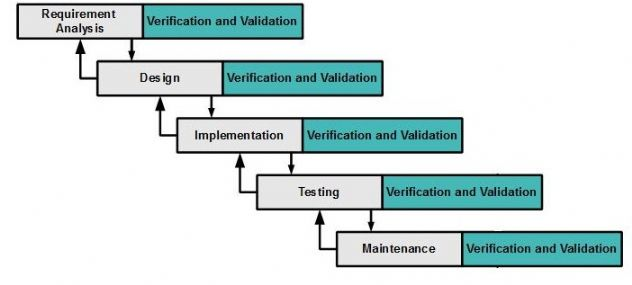 Requirement
Analysis
Verification and Validation
Design
Verification and Validation
Implementation
Verification and Validation
Testing
Verification and Validation
Maintenance
Verification and Validation